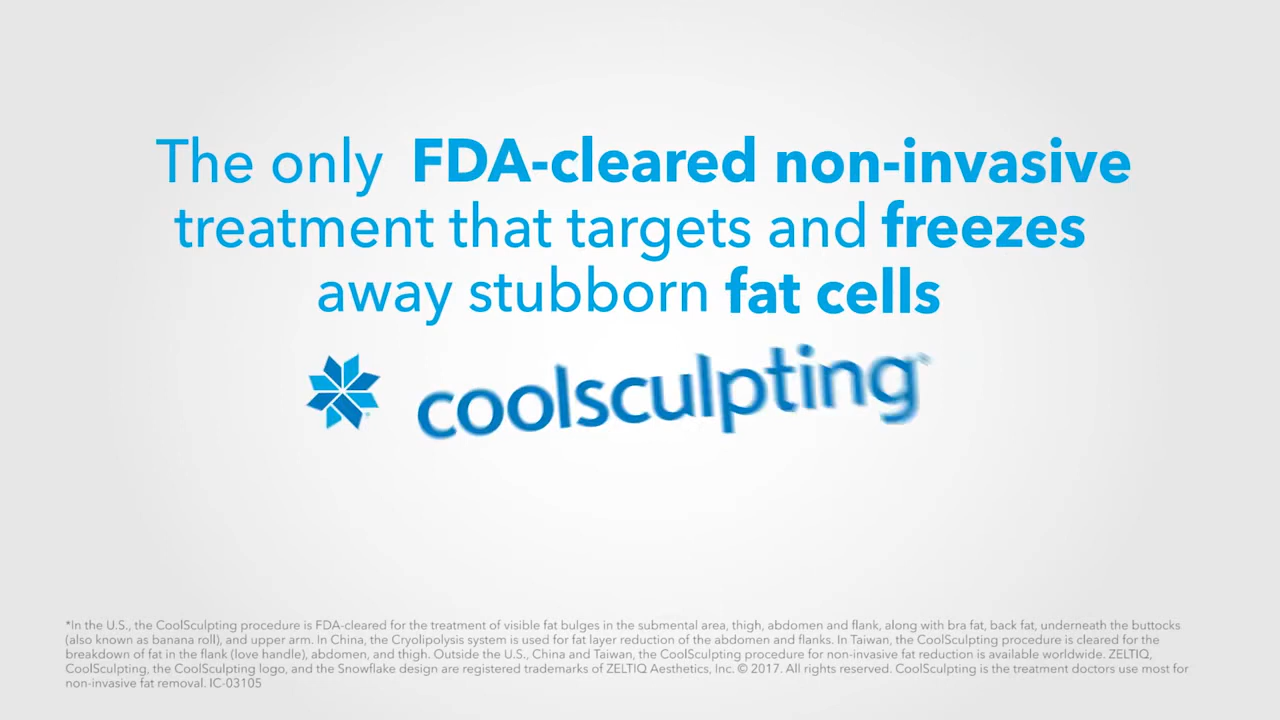 The only FDA-cleared non-invasive
treatment that targets and freezes
away stubborn fat cells
coolsculpting
*In the U.S., the CoolSculpting procedure is FDA-cleared for the treatment of visible fat bulges in the submental area, thigh, abdomen and flank, along with bra fat, back fat, underneath the buttocks
(also known as banana roll), and upper arm. In China, the Cryolipolysis system is used for fat layer reduction of the abdomen and flanks. In Taiwan, the CoolSculpting procedure is cleared for the
breakdown of fat in the flank (love handle), abdomen, and thigh. Outside the U.S., China and Taiwan, the CoolSculpting procedure for non-invasive fat reduction is available worldwide. ZELTIQ,
CoolSculpting, the CoolSculpting logo, and the Snowflake design are registered trademarks of ZELTIQ Aesthetics, Inc. © 2017. All rights reserved. CoolSculpting is the treatment doctors use most for
non-invasive fat removal. IC-03105